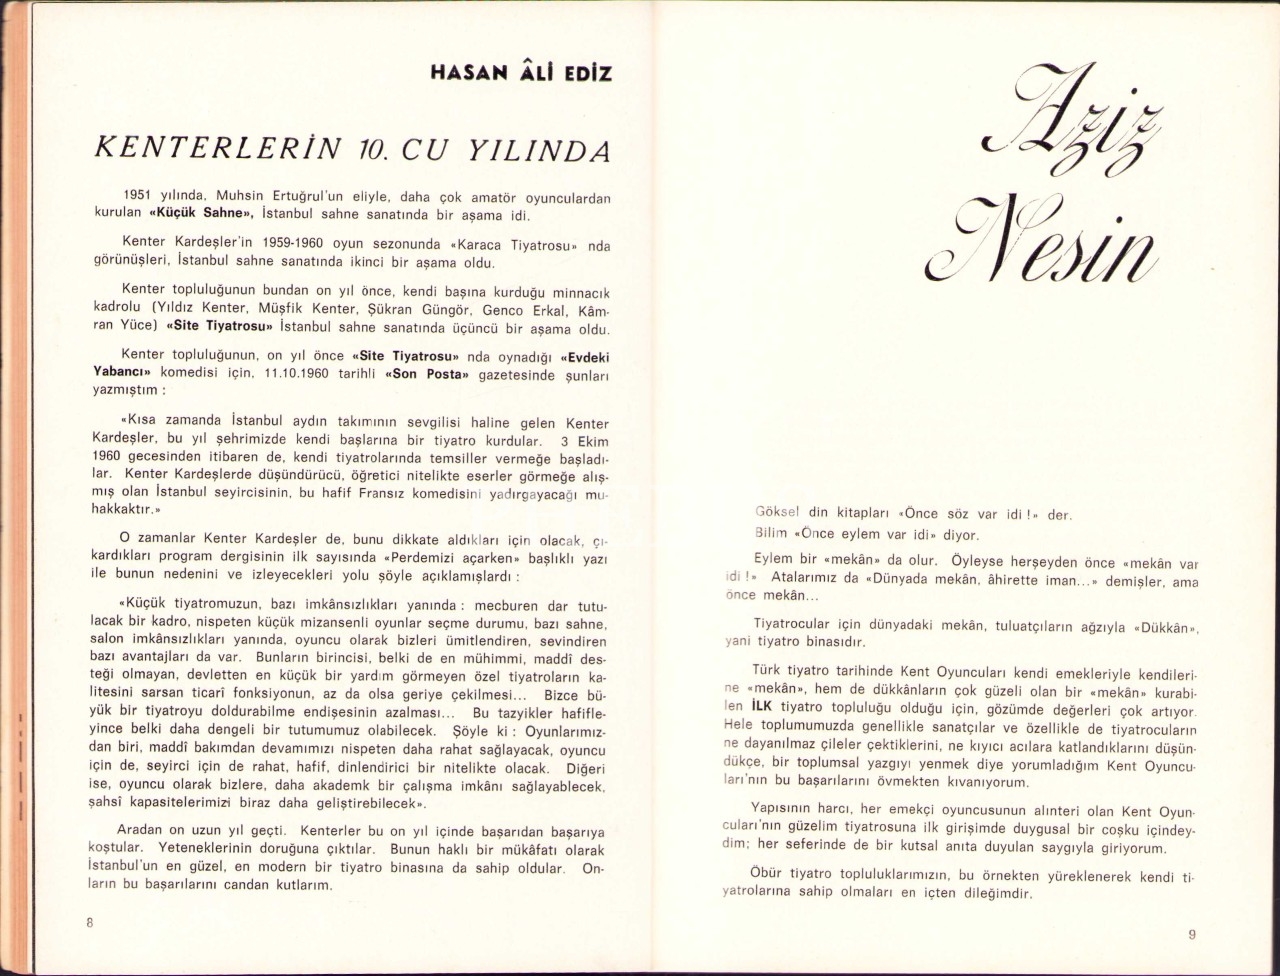 HASAN ÂLİ EDİZ
KENTERLERİN 10. CU YILINDA
1951 yılında, Muhsin Ertuğrul'un eliyle, daha çok amatör oyunculardan
kurulan «Küçük Sahne», İstanbul sahne sanatında bir aşama idi.
Kenter Kardeşler'in 1959-1960 oyun sezonunda «Karaca Tiyatrosu» nda
görünüşleri, İstanbul sahne sanatında ikinci bir aşama oldu.
Kenter topluluğunun bundan on yıl önce, kendi başına kurduğu minnacık
kadrolu (Yıldız Kenter, Müşfik Kenter, Şükran Güngör, Genco Erkal, Kâm-
ran Yüce) «Site Tiyatrosu» İstanbul sahne sanatında üçüncü bir aşama oldu.
Kenter topluluğunun, on yıl önce «Site Tiyatrosu» nda oynadığı «Evdeki
Yabancı» komedisi için, 11.10.1960 tarihli «Son Posta» gazetesinde şunları
yazmıştım :
«Kısa zamanda İstanbul aydın takımının sevgilisi haline gelen Kenter
Kardeşler, bu yıl şehrimizde kendi başlarına bir tiyatro kurdular. 3 Ekim
1960 gecesinden itibaren de, kendi tiyatrolarında temsiller vermeğe başladı-
lar. Kenter Kardeşlerde düşündürücü, öğretici nitelikte eserler görmeğe alış-
mış olan İstanbul seyircisinin, bu hafif Fransız komedisini yadırgayacağı mu-
hakkaktır.»
O zamanlar Kenter Kardeşler de, bunu dikkate aldıkları için olacak, çı-
kardıkları program dergisinin ilk sayısında «Perdemizi açarken» başlıklı yazı
ile bunun nedenini ve izleyecekleri yolu şöyle açıklamışlardı :
«Küçük tiyatromuzun, bazı imkânsızlıkları yanında : mecburen dar tutu-
lacak bir kadro, nispeten küçük mizansenli oyunlar seçme durumu, bazı sahne,
salon imkânsızlıkları yanında, oyuncu olarak bizleri ümitlendiren, sevindiren
bazı avantajları da var. Bunların birincisi, belki de en mühimmi, maddî des-
teği olmayan, devletten en küçük bir yardım görmeyen özel tiyatroların ka-
litesini sarsan ticarî fonksiyonun, az da olsa geriye çekilmesi... Bizce bü-
yük bir tiyatroyu doldurabilme endişesinin azalması... Bu tazyikler hafifle-
yince belki daha dengeli bir tutumumuz olabilecek. Şöyle ki : Oyunlarımız-
dan biri, maddî bakımdan devamımızı nispeten daha rahat sağlayacak, oyuncu
için de, seyirci için de rahat, hafif, dinlendirici bir nitelikte olacak. Diğeri
ise, oyuncu olarak bizlere, daha akademk bir çalışma imkânı sağlayablecek,
şahsî kapasitelerimizi biraz daha geliştirebilecek».
Aradan on uzun yıl geçti. Kenterler bu on yıl içinde başarıdan başarıya
koştular. Yeteneklerinin doruğuna çıktılar. Bunun haklı bir mükâfatı olarak
İstanbul'un en güzel, en modern bir tiyatro binasına da sahip oldular. On-
ların bu başarılarını candan kutlarım.
8
Aziz
Nesin
Göksel din kitapları «Önce söz var idi !» der.
Bilim «Önce eylem var idi» diyor.
Eylem bir «mekân» da olur. Öyleyse herşeyden önce «mekân var
idi !» Atalarımız da «Dünyada mekân, âhirette iman...» demişler, ama
önce mekân...
Tiyatrocular için dünyadaki mekân, tuluatçıların ağzıyla «Dükkân»,
yani tiyatro binasıdır.
Türk tiyatro tarihinde Kent Oyuncuları kendi emekleriyle kendileri-
ne «mekân», hem de dükkânların çok güzeli olan bir «mekân» kurabi-
len İLK tiyatro topluluğu olduğu için, gözümde değerleri çok artıyor.
Hele toplumumuzda genellikle sanatçılar ve özellikle de tiyatrocuların
ne dayanılmaz çileler çektiklerini, ne kıyıcı acılara katlandıklarını düşün-
dükçe, bir toplumsal yazgıyı yenmek diye yorumladığım Kent Oyuncu-
ları'nın bu başarılarını övmekten kıvanıyorum.
Yapısının harcı, her emekçi oyuncusunun alınteri olan Kent Oyun-
cuları'nın güzelim tiyatrosuna ilk girişimde duygusal bir coşku içindey-
dim; her seferinde de bir kutsal anıta duyulan saygıyla giriyorum.
Öbür tiyatro topluluklarımızın, bu örnekten yüreklenerek kendi ti-
yatrolarına sahip olmaları en içten dileğimdir.
9